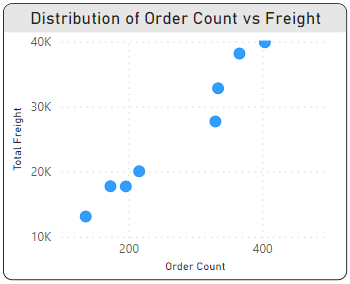 Distribution of Order Count vs Freight
40K
30K
20K
10K
Total Freight
200 400
Order Count